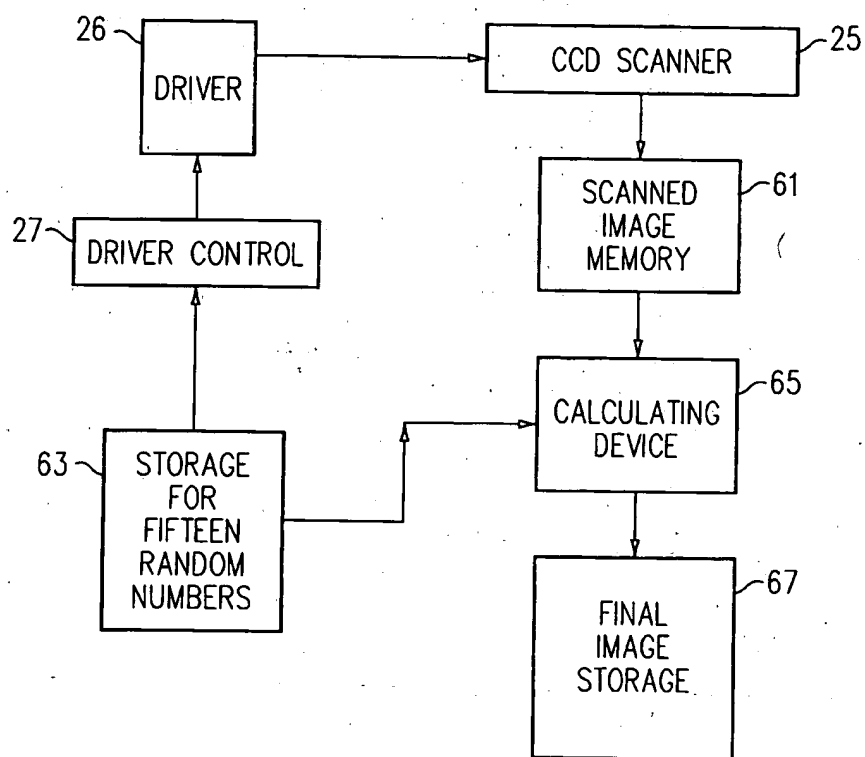 26
DRIVER
CCD SCANNER
25
SCANNED
IMAGE
MEMORY
61
27
DRIVER CONTROL
CALCULATING
DEVICE
65
63
STORAGE
FOR
FIFTEEN
RANDOM
NUMBERS
FINAL
IMAGE
STORAGE
67